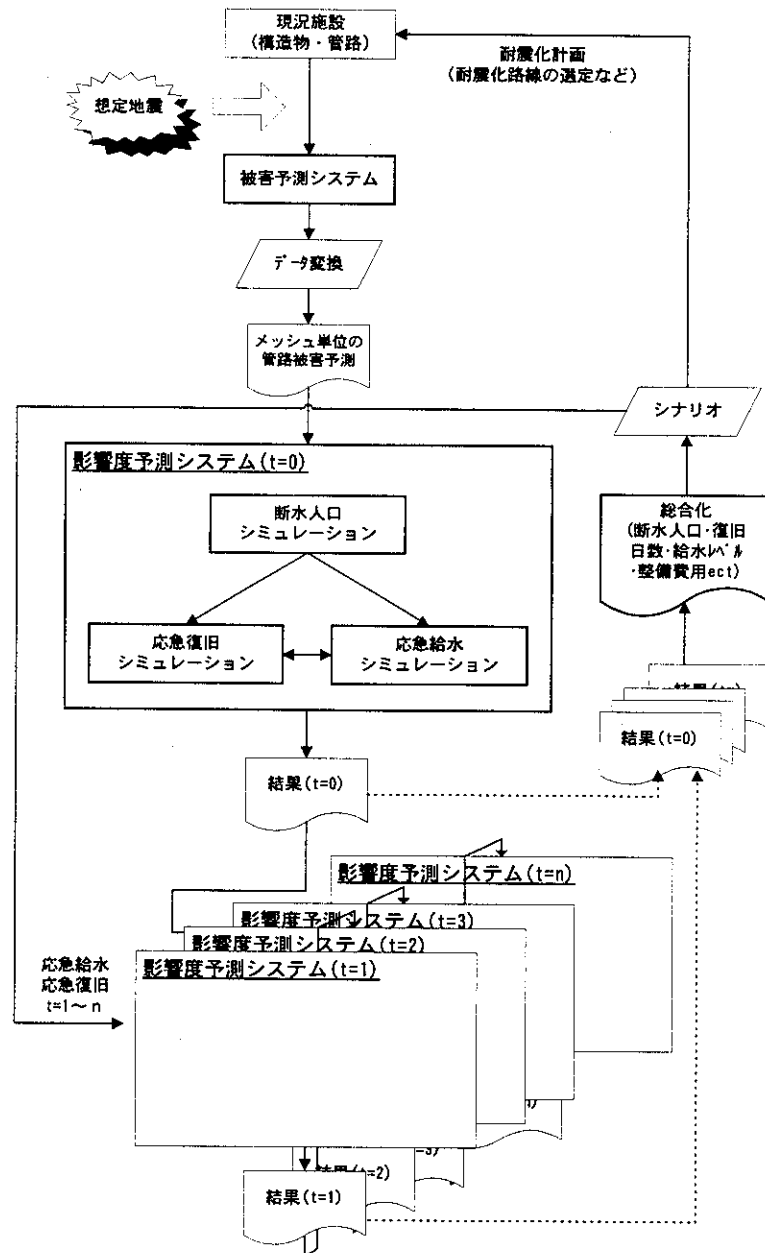 現況施設
(構造物・管路)
耐震化計画
(耐震化路線の選定など)
想定地震
被害予測システム
データ変換
メッシュ単位の
管路被害予測
シナリオ
影響度予測システム(t=0)
断水人口
シミュレーション
応急復旧
シミュレーション
応急給水
シミュレーション
総合化
(断水人口・復旧
日数・給水レベル
・整備費用ect)
結果(t=0)
結果(t=0)
影響度予測システム(t=n)
影響度予測システム(t=3)
影響度予測システム(t=2)
影響度予測システム(t=1)
応急給水
応急復旧
t=1～n
=3)
結果(t=2)
結果(t=1)